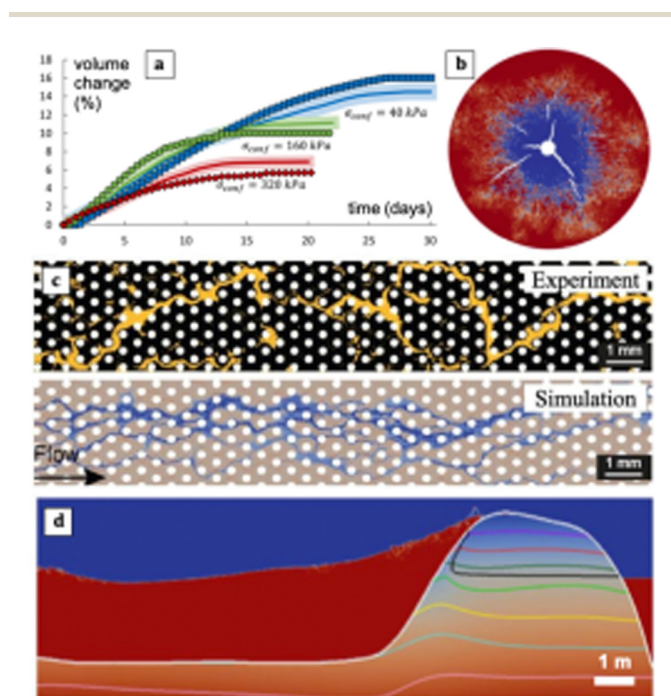 18
16
14
12
10
8
6
4
2
0
volume
change
(%)
a
σconf = 40 kPa
σconf = 160 kPa
σconf = 320 kPa
time (days)
0 5 10 15 20 25 30
b
c
Experiment
1 mm
Simulation
Flow
1 mm
d
1 m